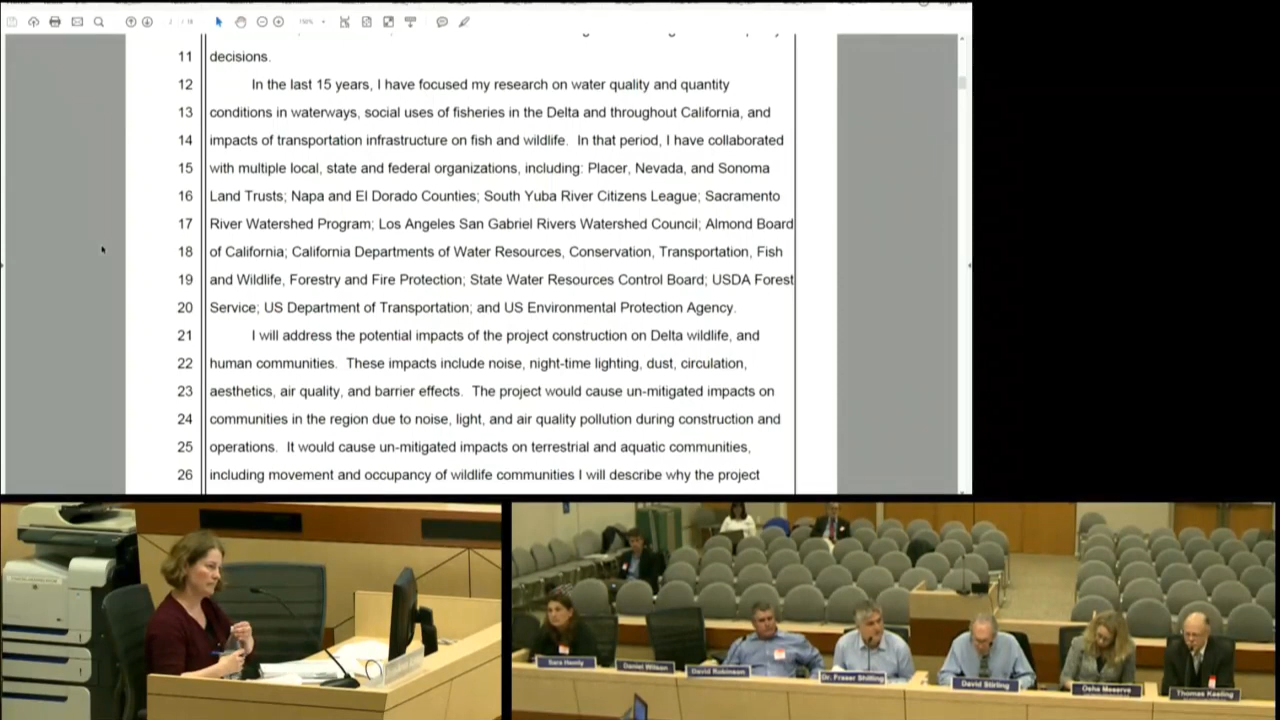 2 / 18
150%
11 decisions.
12 In the last 15 years, I have focused my research on water quality and quantity
13 conditions in waterways, social uses of fisheries in the Delta and throughout California, and
14 impacts of transportation infrastructure on fish and wildlife. In that period, I have collaborated
15 with multiple local, state and federal organizations, including: Placer, Nevada, and Sonoma
16 Land Trusts; Napa and El Dorado Counties; South Yuba River Citizens League; Sacramento
17 River Watershed Program; Los Angeles San Gabriel Rivers Watershed Council; Almond Board
18 of California; California Departments of Water Resources, Conservation, Transportation, Fish
19 and Wildlife, Forestry and Fire Protection; State Water Resources Control Board; USDA Forest
20 Service; US Department of Transportation; and US Environmental Protection Agency.
21 I will address the potential impacts of the project construction on Delta wildlife, and
22 human communities. These impacts include noise, night-time lighting, dust, circulation,
23 aesthetics, air quality, and barrier effects. The project would cause un-mitigated impacts on
24 communities in the region due to noise, light, and air quality pollution during construction and
25 operations. It would cause un-mitigated impacts on terrestrial and aquatic communities,
26 including movement and occupancy of wildlife communities I will describe why the project
Daniel Wilson
David Robinson
Dr. Fraser Shilling
David Stirling
Osha Meserve
Thomas Keeling